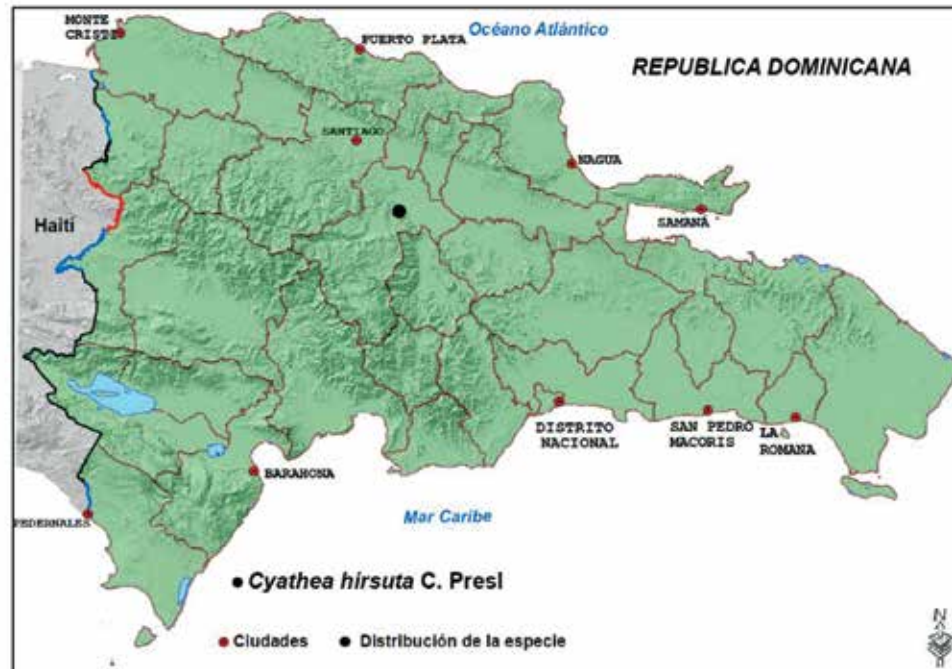 MONTE
CRISTI
PUERTO PLATA
Océano Atlántico
REPUBLICA DOMINICANA
SANTIAGO
NAGUA
SAMANÁ
Haití
DISTRITO
NACIONAL
SAN PEDRO
MACORIS
LA
ROMANA
BARAHONA
PEDERNALES
Mar Caribe
Cyathea hirsuta C. Presl
Ciudades
Distribución de la especie
N